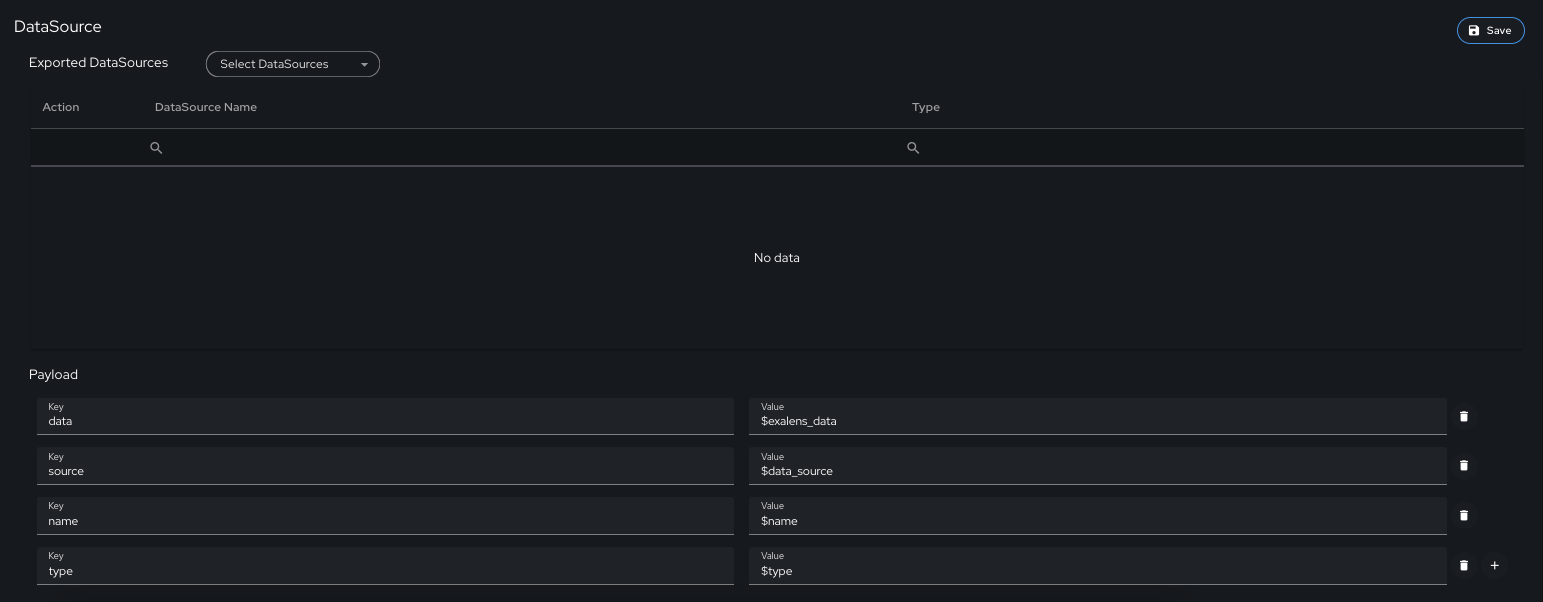 DataSource
Save
Exported DataSources
Select DataSources
Action DataSource Name Type
No data
Payload
Key Value
data $exalens_data
Key Value
source $data_source
Key Value
name $name
Key Value
type $type